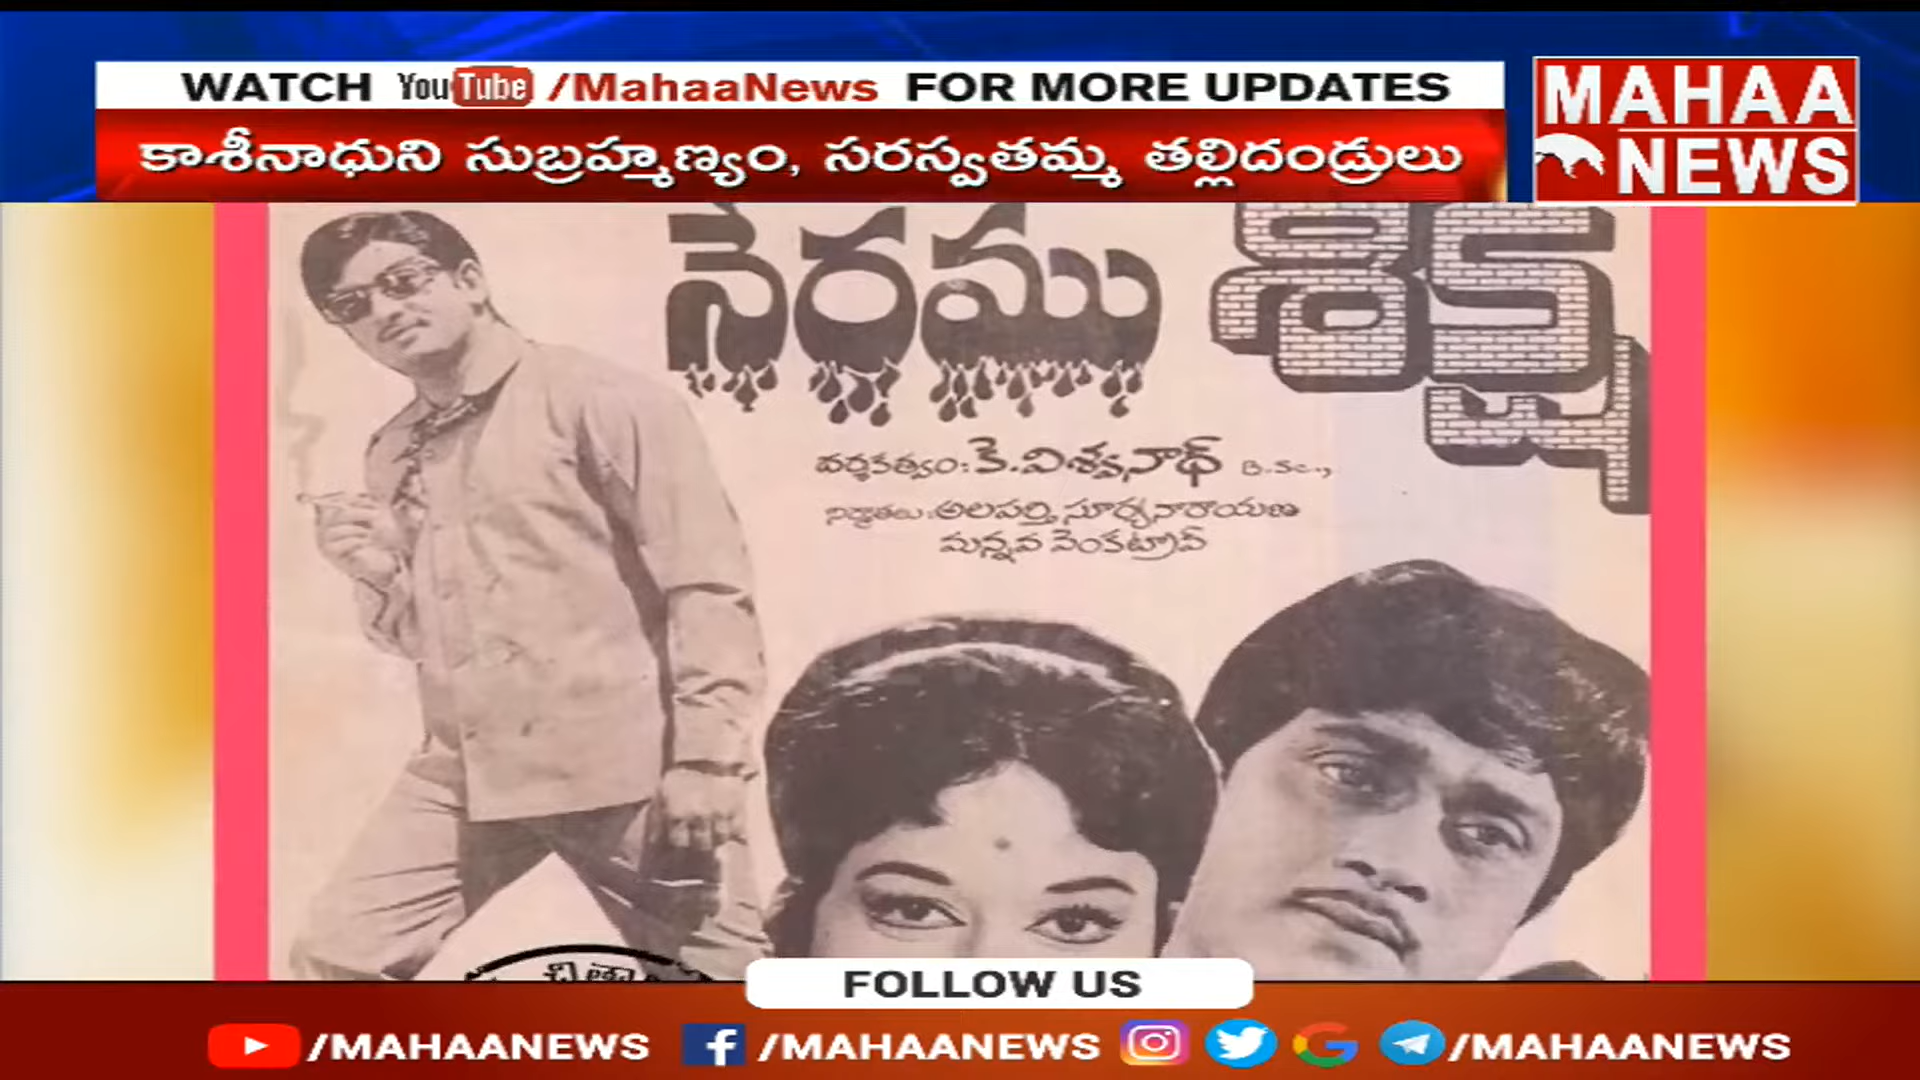 WATCH YouTube /MahaaNews FOR MORE UPDATES
కాశీనాధుని సుబ్రహ్మణ్యం, సరస్వతమ్మ తల్లిదండ్రులు
MAHAA
NEWS
నేరము శిక్ష
దర్శకత్వం: కె.విశ్వనాథ్ B.Sc.,
నిర్మాతలు: అలపర్తి సూర్యనారాయణ
మన్నవ వెంకట్రావ్
FOLLOW US
/MAHAANEWS /MAHAANEWS /MAHAANEWS